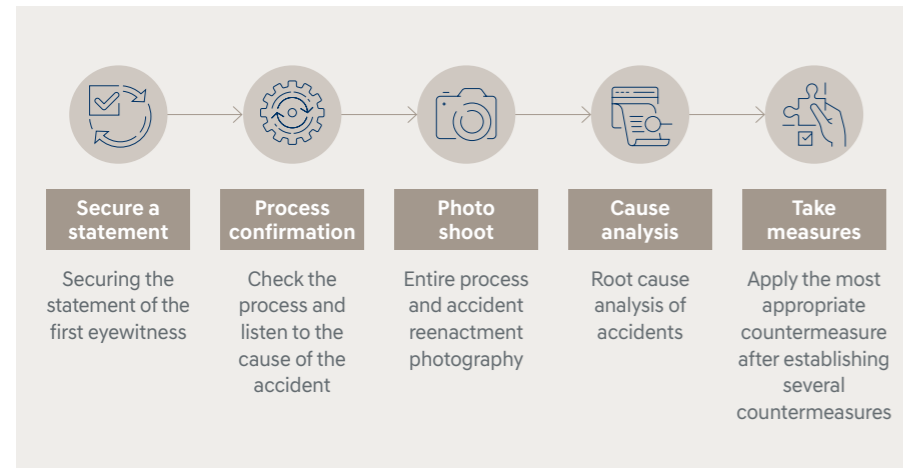 Secure a
statement
Process
confirmation
Photo
shoot
Cause
analysis
Take
measures
Securing the
statement of the
first eyewitness
Check the
process and
listen to the
cause of the
accident
Entire process
and accident
reenactment
photography
Root cause
analysis of
accidents
Apply the most
appropriate
countermeasure
after establishing
several
countermeasures